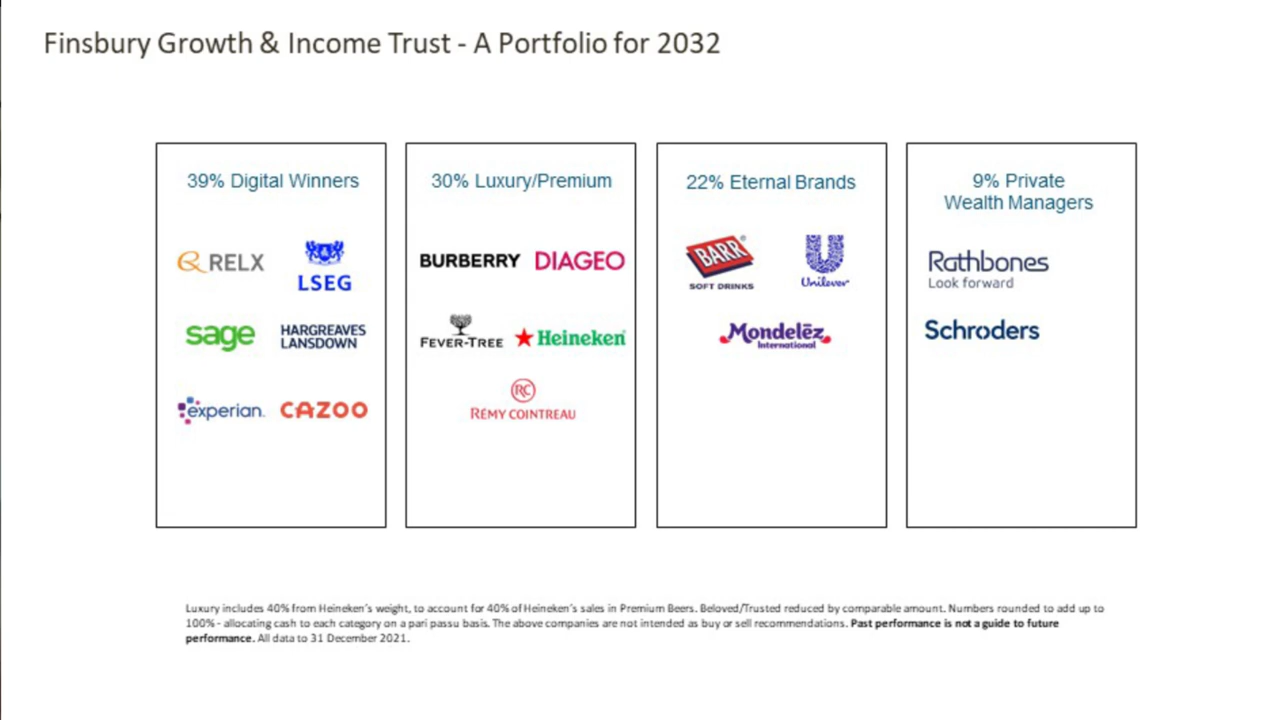 Finsbury Growth & Income Trust - A Portfolio for 2032
39% Digital Winners
RELX
LSEG
sage
HARGREAVES
LANSDOWN
experian.
CAZOO
30% Luxury/Premium
BURBERRY
DIAGEO
FEVER-TREE
Heineken
RC
RÉMY COINTREAU
22% Eternal Brands
BARR
SOFT DRINKS
Unilever
Mondelēz
International
9% Private
Wealth Managers
Rathbones
Look forward
Schroders
Luxury includes 40% from Heineken's weight, to account for 40% of Heineken's sales in Premium Beers. Beloved/Trusted reduced by comparable amount. Numbers rounded to add up to
100% - allocating cash to each category on a pari passu basis. The above companies are not intended as buy or sell recommendations. Past performance is not a guide to future
performance. All data to 31 December 2021.